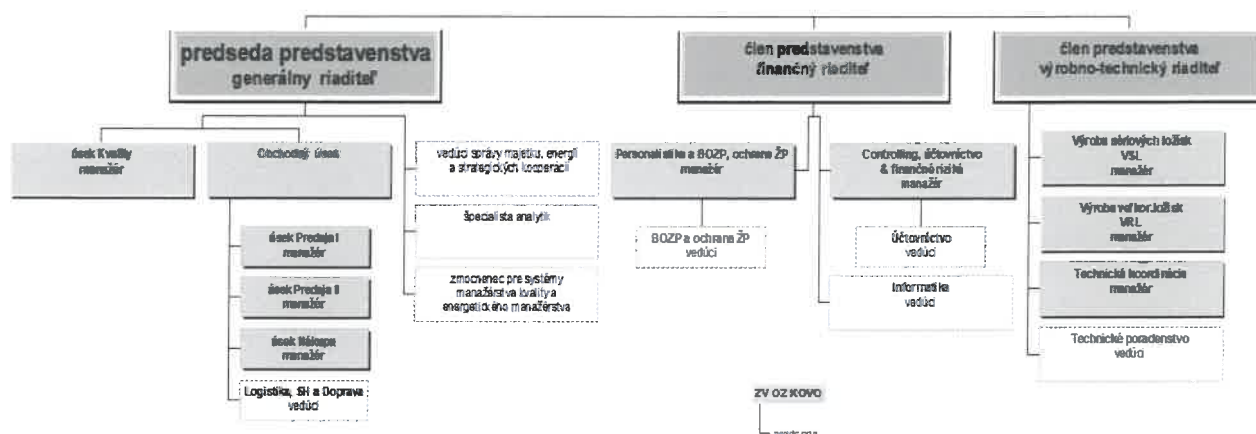 predseda predstavenstva
generálny riaditeľ
člen predstavenstva
finančný riaditeľ
člen predstavenstva
výrobno-technický riaditeľ
úsek Kvality
manažér
Obchodný úsek
vedúci správy majetku, energií
a strategických kooperácií
špecialista analytik
zmocnenec pre systémy
manažérstva kvality a
energetického manažérstva
úsek Predaja I
manažér
úsek Predaja II
manažér
úsek Nákupu
manažér
Logistika, SH a Doprava
vedúci
Personalistika a BOZP, ochrana ŽP
manažér
BOZP a ochrana ŽP
vedúci
Controlling, účtovníctvo
& finančné riziká
manažér
Účtovníctvo
vedúci
Informatika
vedúci
Výroba sériových ložísk
VSL
manažér
Výroba veľkor.ložísk
VRL
manažér
Technické koordinácie
manažér
Technické poradenstvo
vedúci
ZV OZ KOVO